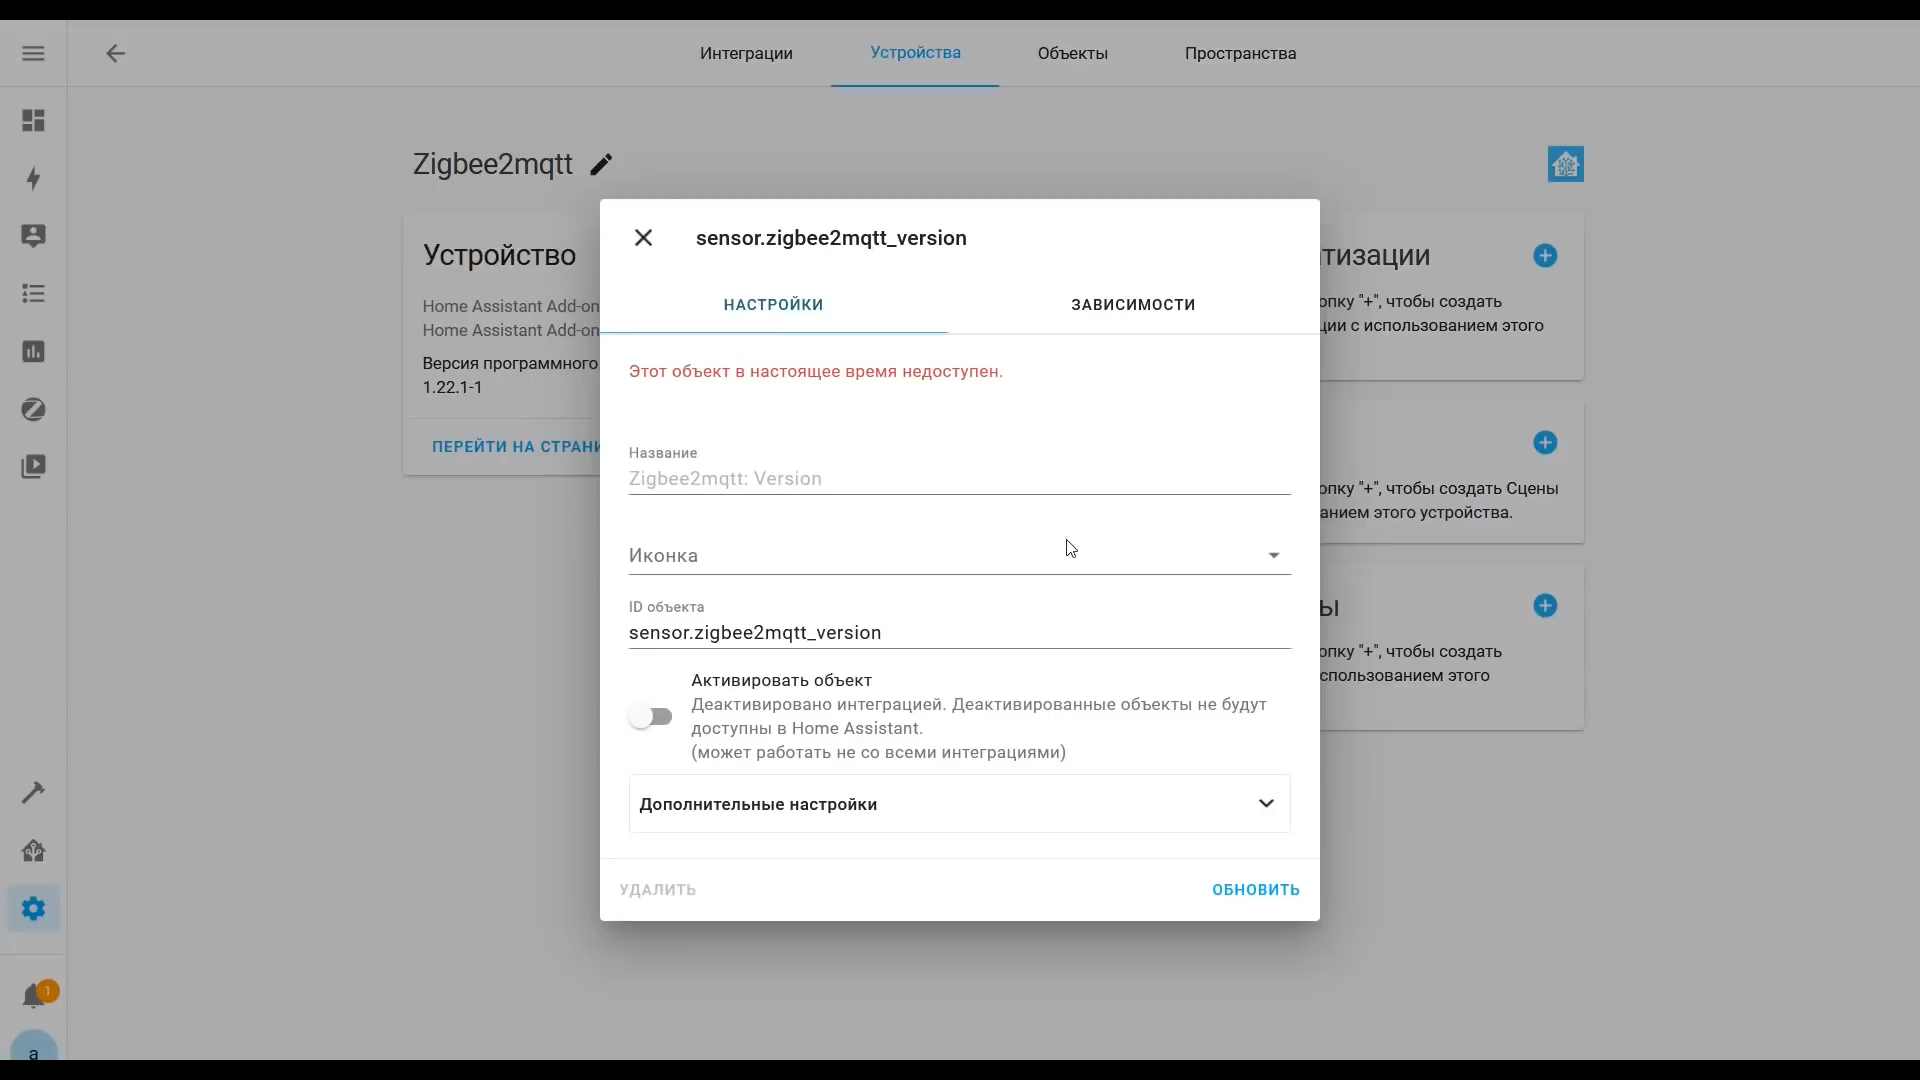 Интеграции
Устройства
Объекты
Пространства
Zigbee2mqtt
Устройство
Home Assistant Add-on
Home Assistant Add-on
Версия программного
1.22.1-1
ПЕРЕЙТИ НА СТРАНИ
sensor.zigbee2mqtt_version
НАСТРОЙКИ
ЗАВИСИМОСТИ
Этот объект в настоящее время недоступен.
Название
Zigbee2mqtt: Version
Иконка
ID объекта
sensor.zigbee2mqtt_version
Активировать объект
Деактивировано интеграцией. Деактивированные объекты не будут
доступны в Home Assistant.
(может работать не со всеми интеграциями)
Дополнительные настройки
УДАЛИТЬ
ОБНОВИТЬ
тизации
опку "+", чтобы создать
ции с использованием этого
опку "+", чтобы создать Сцены
анием этого устройства.
ы
опку "+", чтобы создать
спользованием этого
1
a